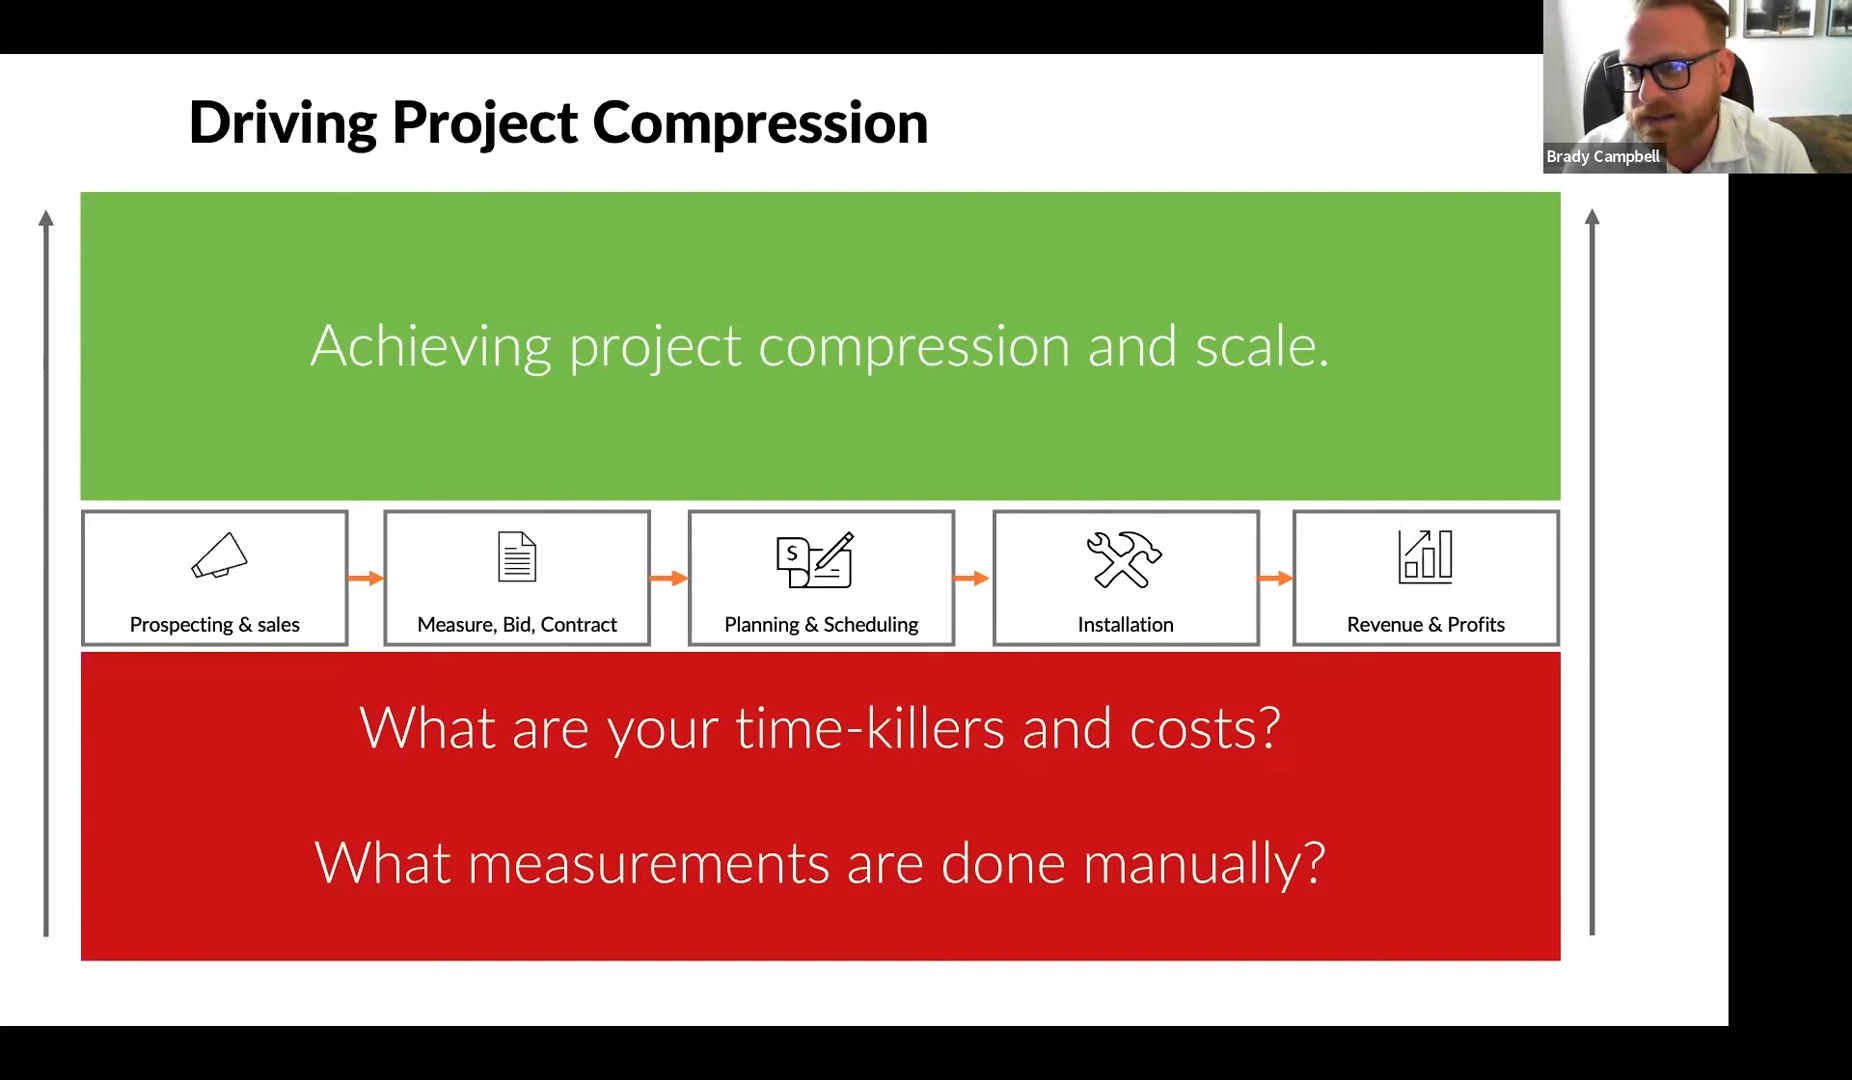 Driving Project Compression
Brady Campbell
Achieving project compression and scale.
$
Prospecting & sales
Measure, Bid, Contract
Planning & Scheduling
Installation
Revenue & Profits
What are your time-killers and costs?
What measurements are done manually?